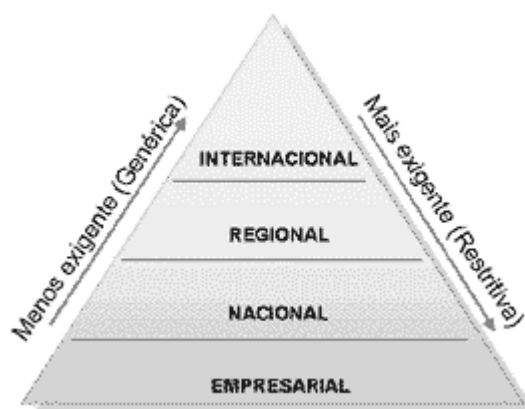 Menos exigente (Genérica)
Mais exigente (Restritiva)
INTERNACIONAL
REGIONAL
NACIONAL
EMPRESARIAL